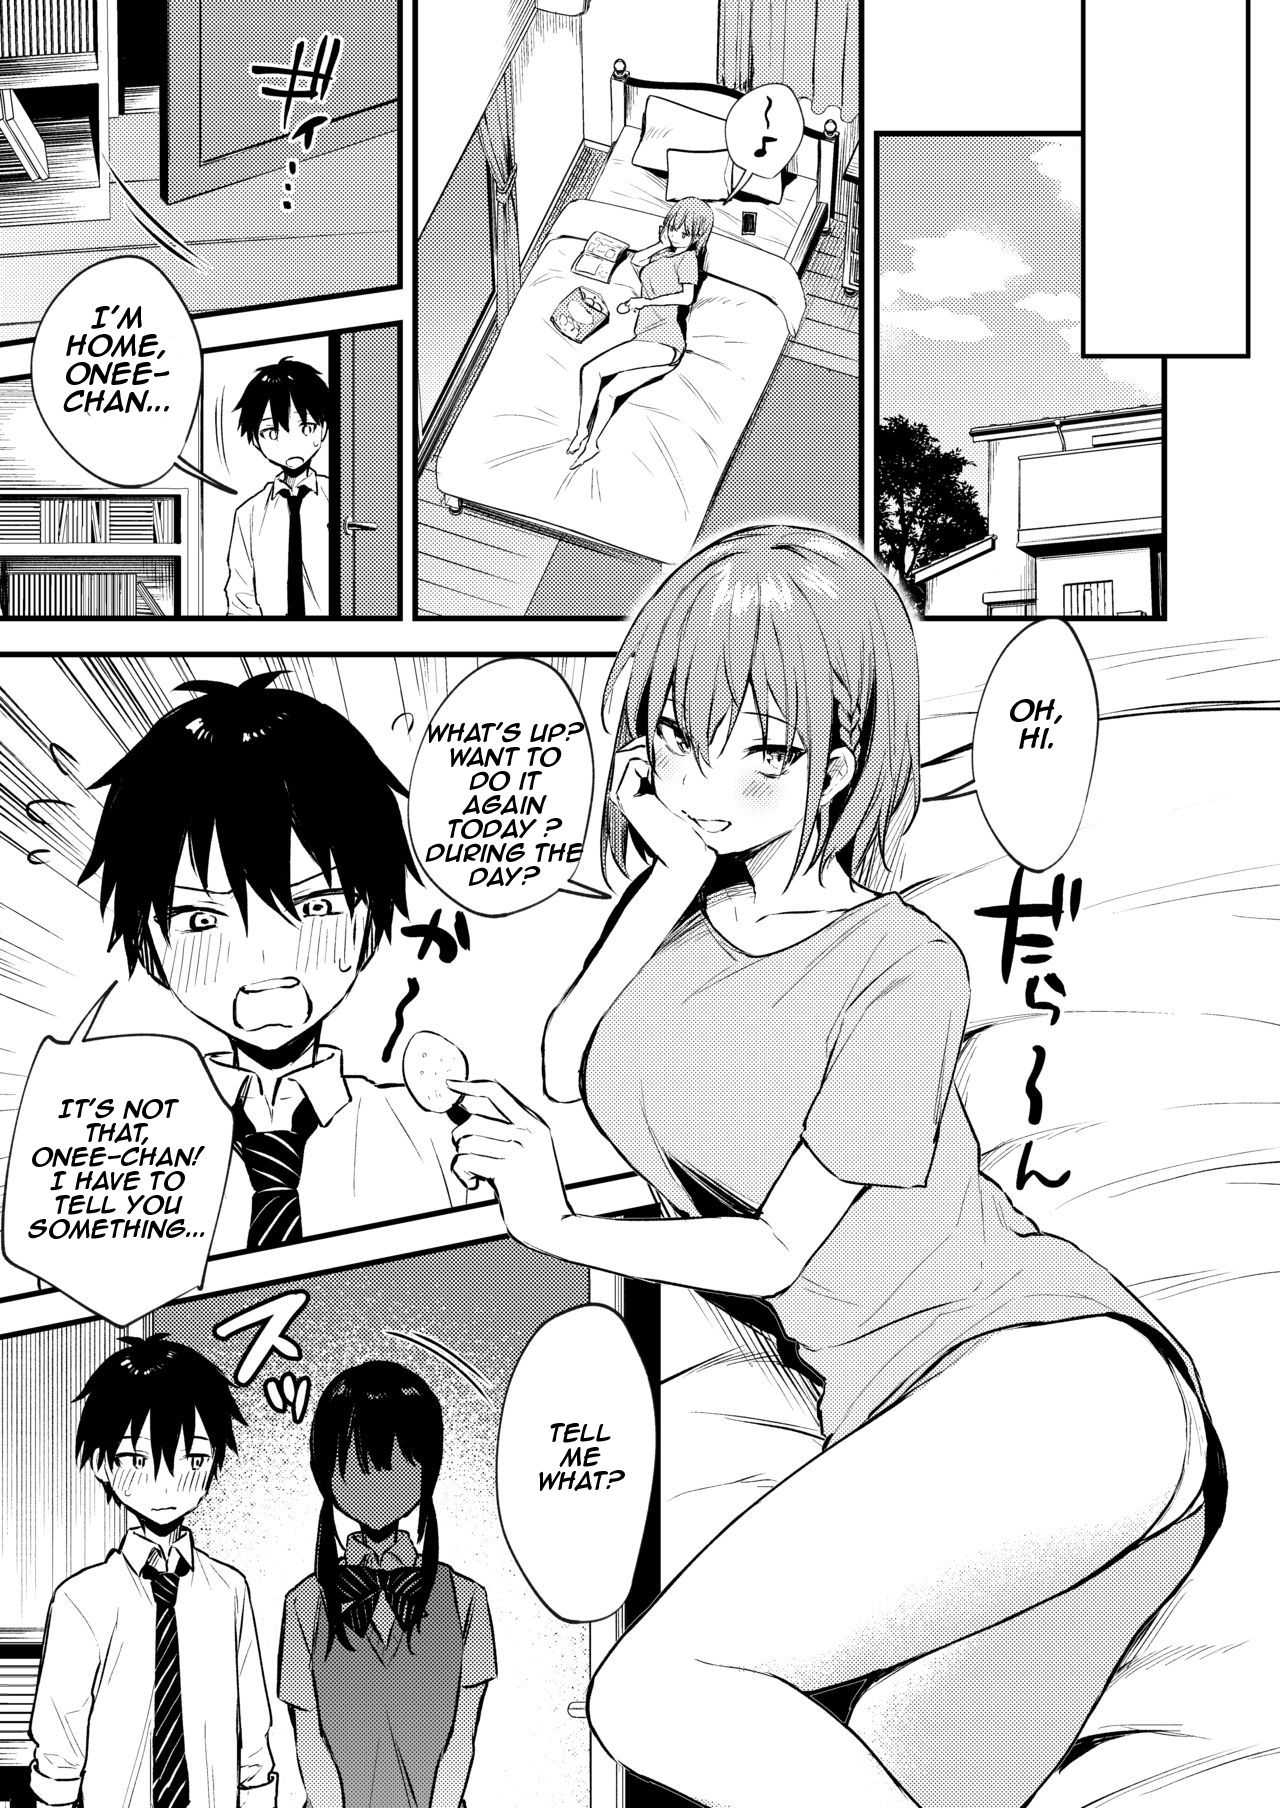 ギィ…
I'M
HOME,
ONEE-
CHAN...
OH,
HI.
だら〜ん
WHAT'S UP?
WANT TO
DO IT
AGAIN
TODAY ?
DURING THE
DAY?
か〜
IT'S NOT
THAT,
ONEE-CHAN!
I HAVE TO
TELL YOU
SOMETHING...
TELL
ME
WHAT?
スッ